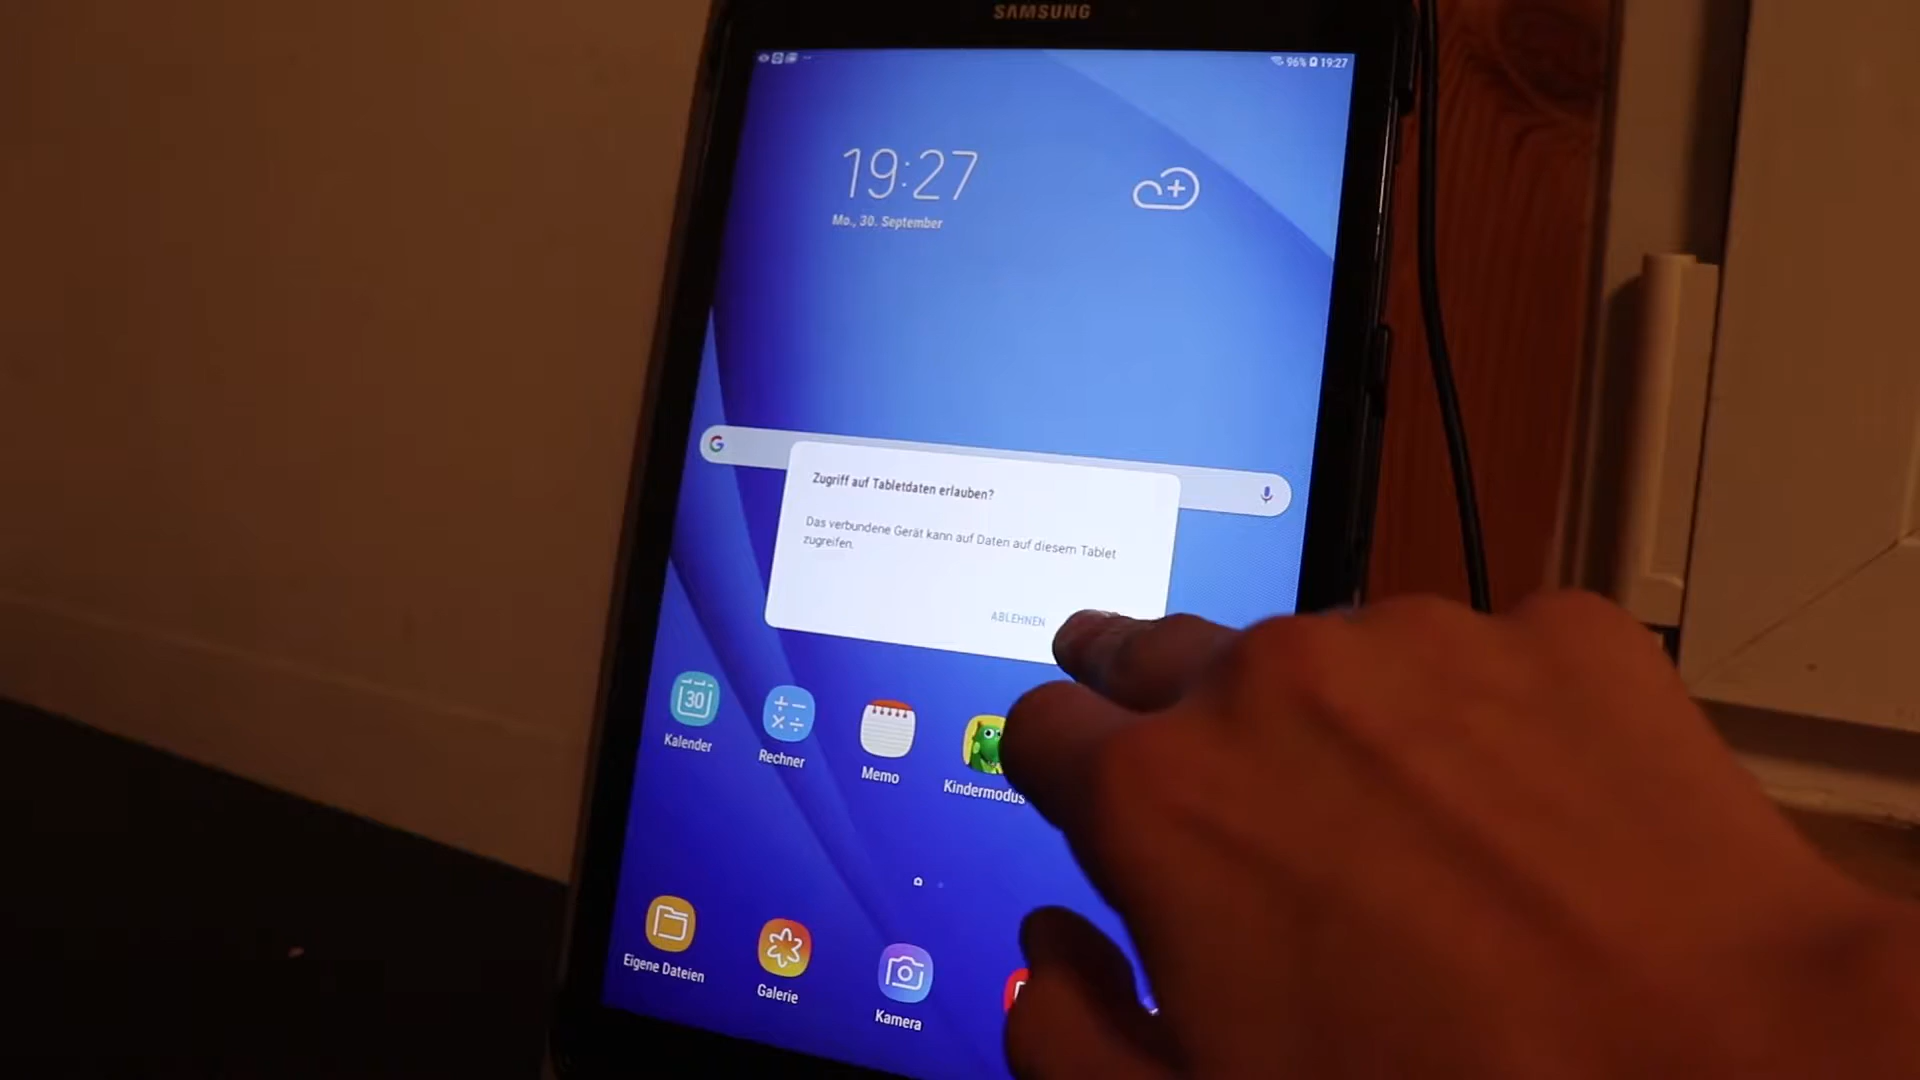 SAMSUNG
96% 19:27
19:27
Mo., 30. September
G
Zugriff auf Tabletdaten erlauben?
Das verbundene Gerät kann auf Daten auf diesem Tablet
zugreifen.
ABLEHNEN
30
Kalender
Rechner
Memo
Kindermodus
Eigene Dateien
Galerie
Kamera